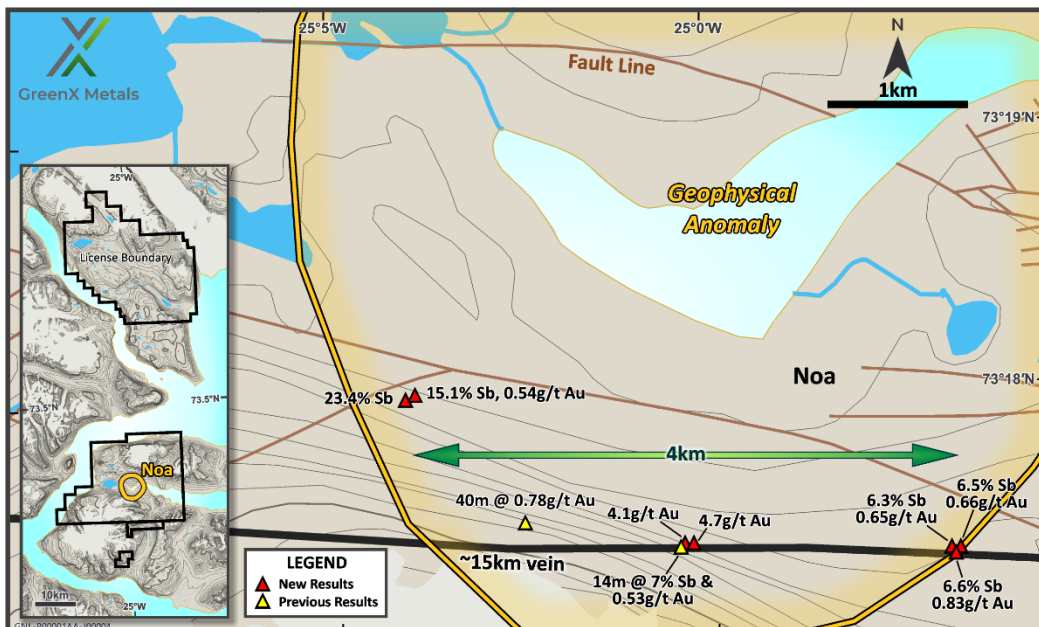 25°5'W
25°0'W
N
GreenX Metals
Fault Line
1km
73°19'N
25°W
Geophysical
Anomaly
License Boundary
Noa
73°18'N
23.4% Sb
15.1% Sb, 0.54g/t Au
73.5°N
73.5°N
4km
Noa
40m @ 0.78g/t Au
4.1g/t Au
4.7g/t Au
6.3% Sb
0.65g/t Au
6.5% Sb
0.66g/t Au
~15km vein
14m @ 7% Sb &
0.53g/t Au
6.6% Sb
0.83g/t Au
LEGEND
New Results
Previous Results
10km
25°W